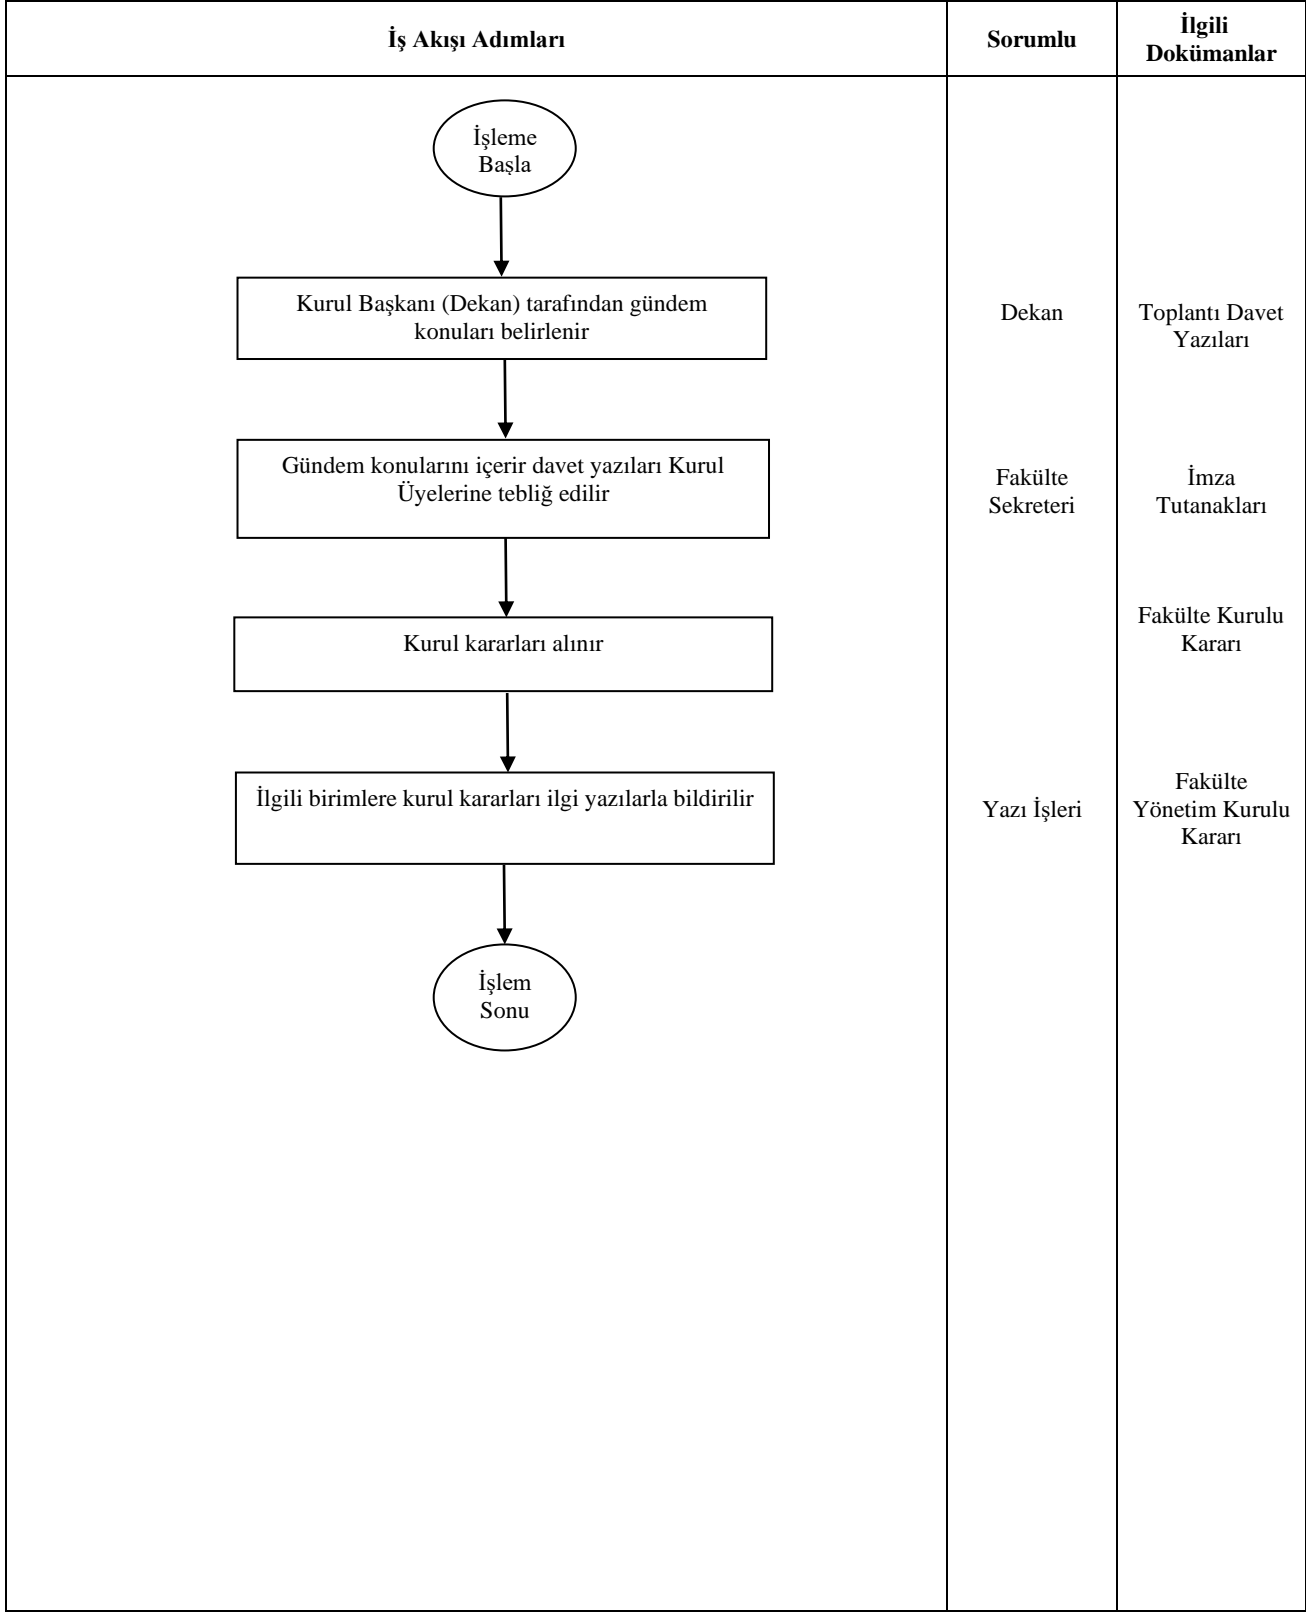 İş Akışı Adımları
Sorumlu
İlgili
Dokümanlar
İşleme
Başla
Kurul Başkanı (Dekan) tarafından gündem
konuları belirlenir
Dekan
Toplantı Davet
Yazıları
Gündem konularını içerir davet yazıları Kurul
Üyelerine tebliğ edilir
Fakülte
Sekreteri
İmza
Tutanakları
Kurul kararları alınır
Fakülte Kurulu
Kararı
İlgili birimlere kurul kararları ilgi yazılarla bildirilir
Yazı İşleri
Fakülte
Yönetim Kurulu
Kararı
İşlem
Sonu